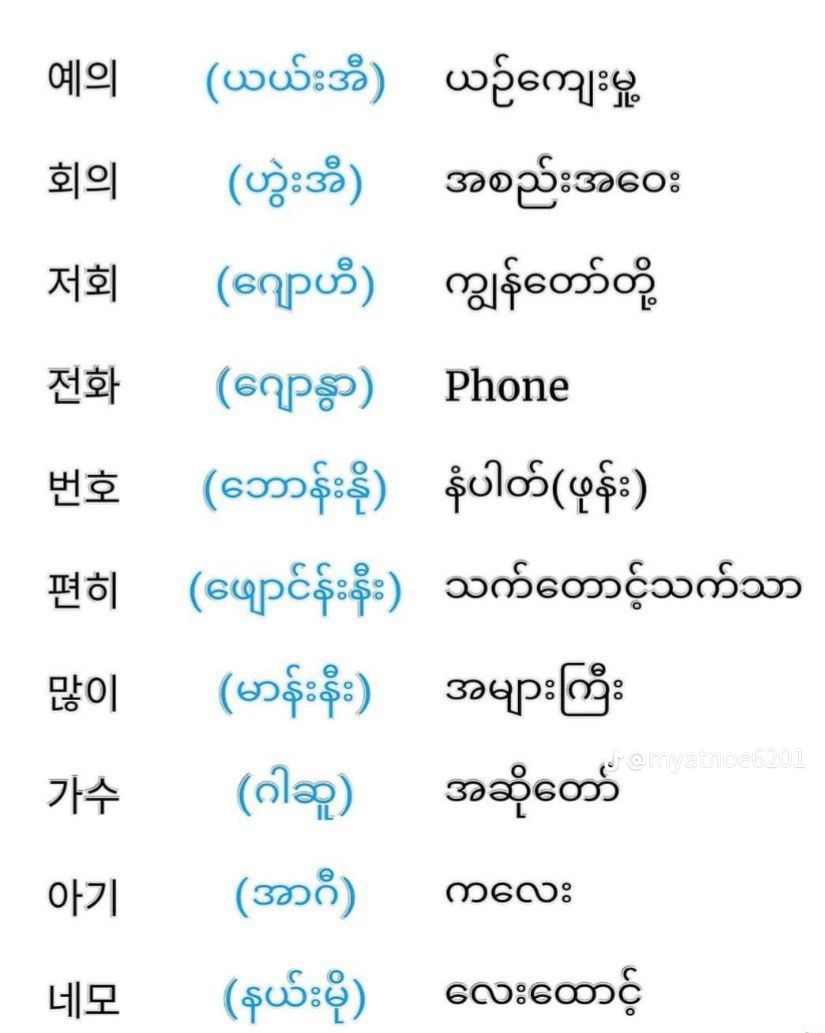 예의 (ယယ်းအီ) ယဉ်ကျေးမှု့
회의 (ဟွဲးအီ) အစည်းအဝေး
저회 (ဂျောဟီ) ကျွန်တော်တို့
전화 (ဂျောနွာ) Phone
번호 (ဘောန်းနို) နံပါတ်(ဖုန်း)
편히 (ဖျောင်န်းနီး) သက်တောင့်သက်သာ
많이 (မာန်းနီး) အများကြီး
@myatnoe6201
가수 (ဂါဆူ) အဆိုတော်
아기 (အာဂီ) ကလေး
네모 (နယ်းမို) လေးထောင့်